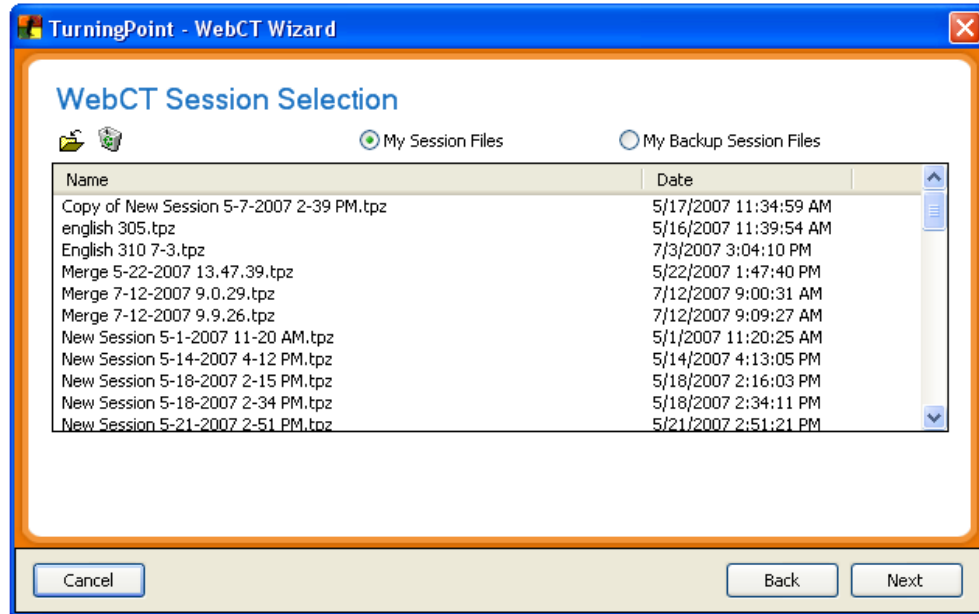 TurningPoint - WebCT Wizard
WebCT Session Selection
My Session Files My Backup Session Files
Name Date
Copy of New Session 5-7-2007 2-39 PM.tpz 5/17/2007 11:34:59 AM
english 305.tpz 5/16/2007 11:39:54 AM
English 310 7-3.tpz 7/3/2007 3:04:10 PM
Merge 5-22-2007 13.47.39.tpz 5/22/2007 1:47:40 PM
Merge 7-12-2007 9.0.29.tpz 7/12/2007 9:00:31 AM
Merge 7-12-2007 9.9.26.tpz 7/12/2007 9:09:27 AM
New Session 5-1-2007 11-20 AM.tpz 5/1/2007 11:20:25 AM
New Session 5-14-2007 4-12 PM.tpz 5/14/2007 4:13:05 PM
New Session 5-18-2007 2-15 PM.tpz 5/18/2007 2:16:03 PM
New Session 5-18-2007 2-34 PM.tpz 5/18/2007 2:34:11 PM
New Session 5-21-2007 2-51 PM.tpz 5/21/2007 2:51:21 PM
Cancel Back Next